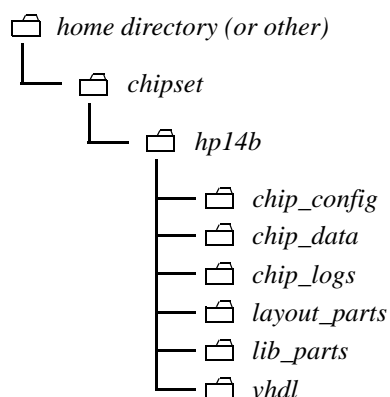 home directory (or other)
chipset
hp14b
chip_config
chip_data
chip_logs
layout_parts
lib_parts
vhdl